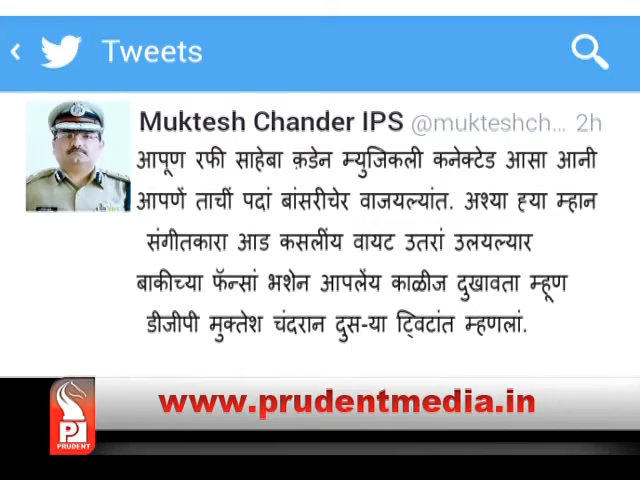 Tweets
Muktesh Chander IPS @mukteshch... 2h
आपूण रफी साहेबा क़डेन म्युजिकली कनेक्टेड आसा आनी
आपणें ताचीं पदां बांसरीचेर वाजयल्यांत. अश्या ह्या म्हान
संगीतकारा आड कसलींय वायट उतरां उलयल्यार
बाकीच्या फॅन्सां भशेन आपलेंय काळीज दुखावता म्हूण
डीजीपी मुक्तेश चंदरान दुस-या ट्विटांत म्हणलां.
www.prudentmedia.in
PRUDENT